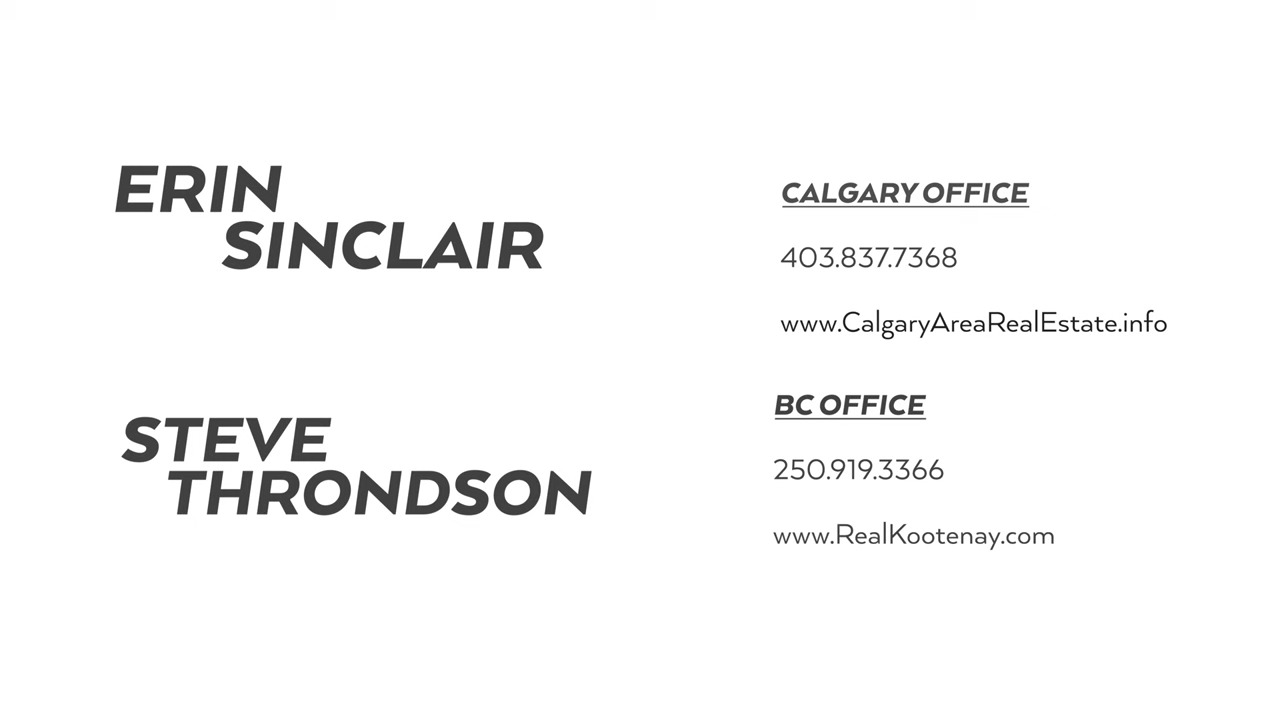 ERIN
SINCLAIR
STEVE
THRONDSON
CALGARY OFFICE
403.837.7368
www.CalgaryAreaRealEstate.info
BC OFFICE
250.919.3366
www.RealKootenay.com